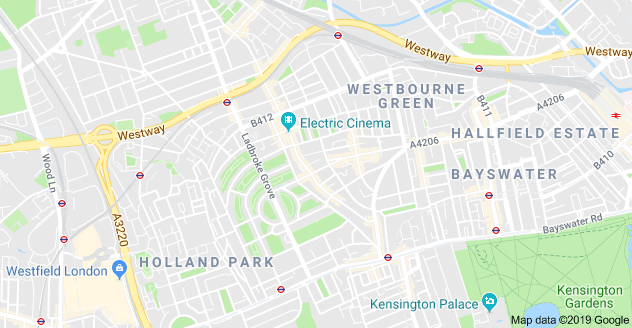 Westway
Westway
WESTBOURNE
GREEN
B411
A4206
B412
Electric Cinema
Westway
HALLFIELD ESTATE
A4206
Ladbroke Grove
B410
Wood Ln
BAYSWATER
A3220
Bayswater Rd
HOLLAND PARK
Westfield London
Kensington
Gardens
Kensington Palace
Map data ©2019 Google